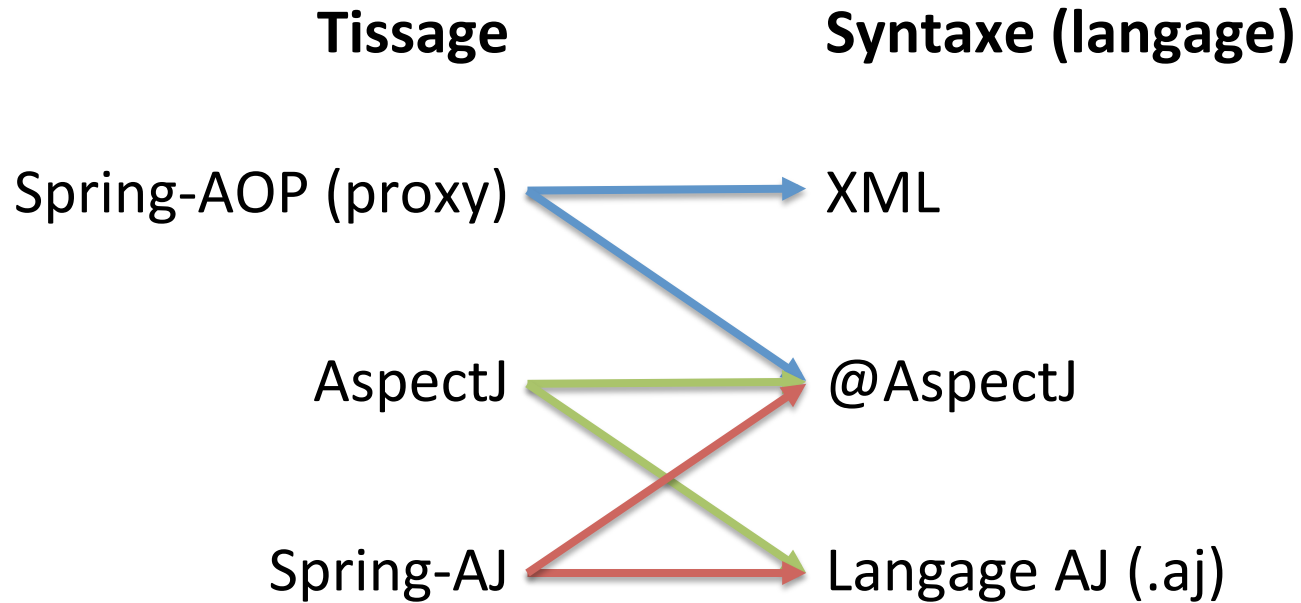 Tissage Syntaxe (langage)
Spring-AOP (proxy) XML
AspectJ @AspectJ
Spring-AJ Langage AJ (.aj)